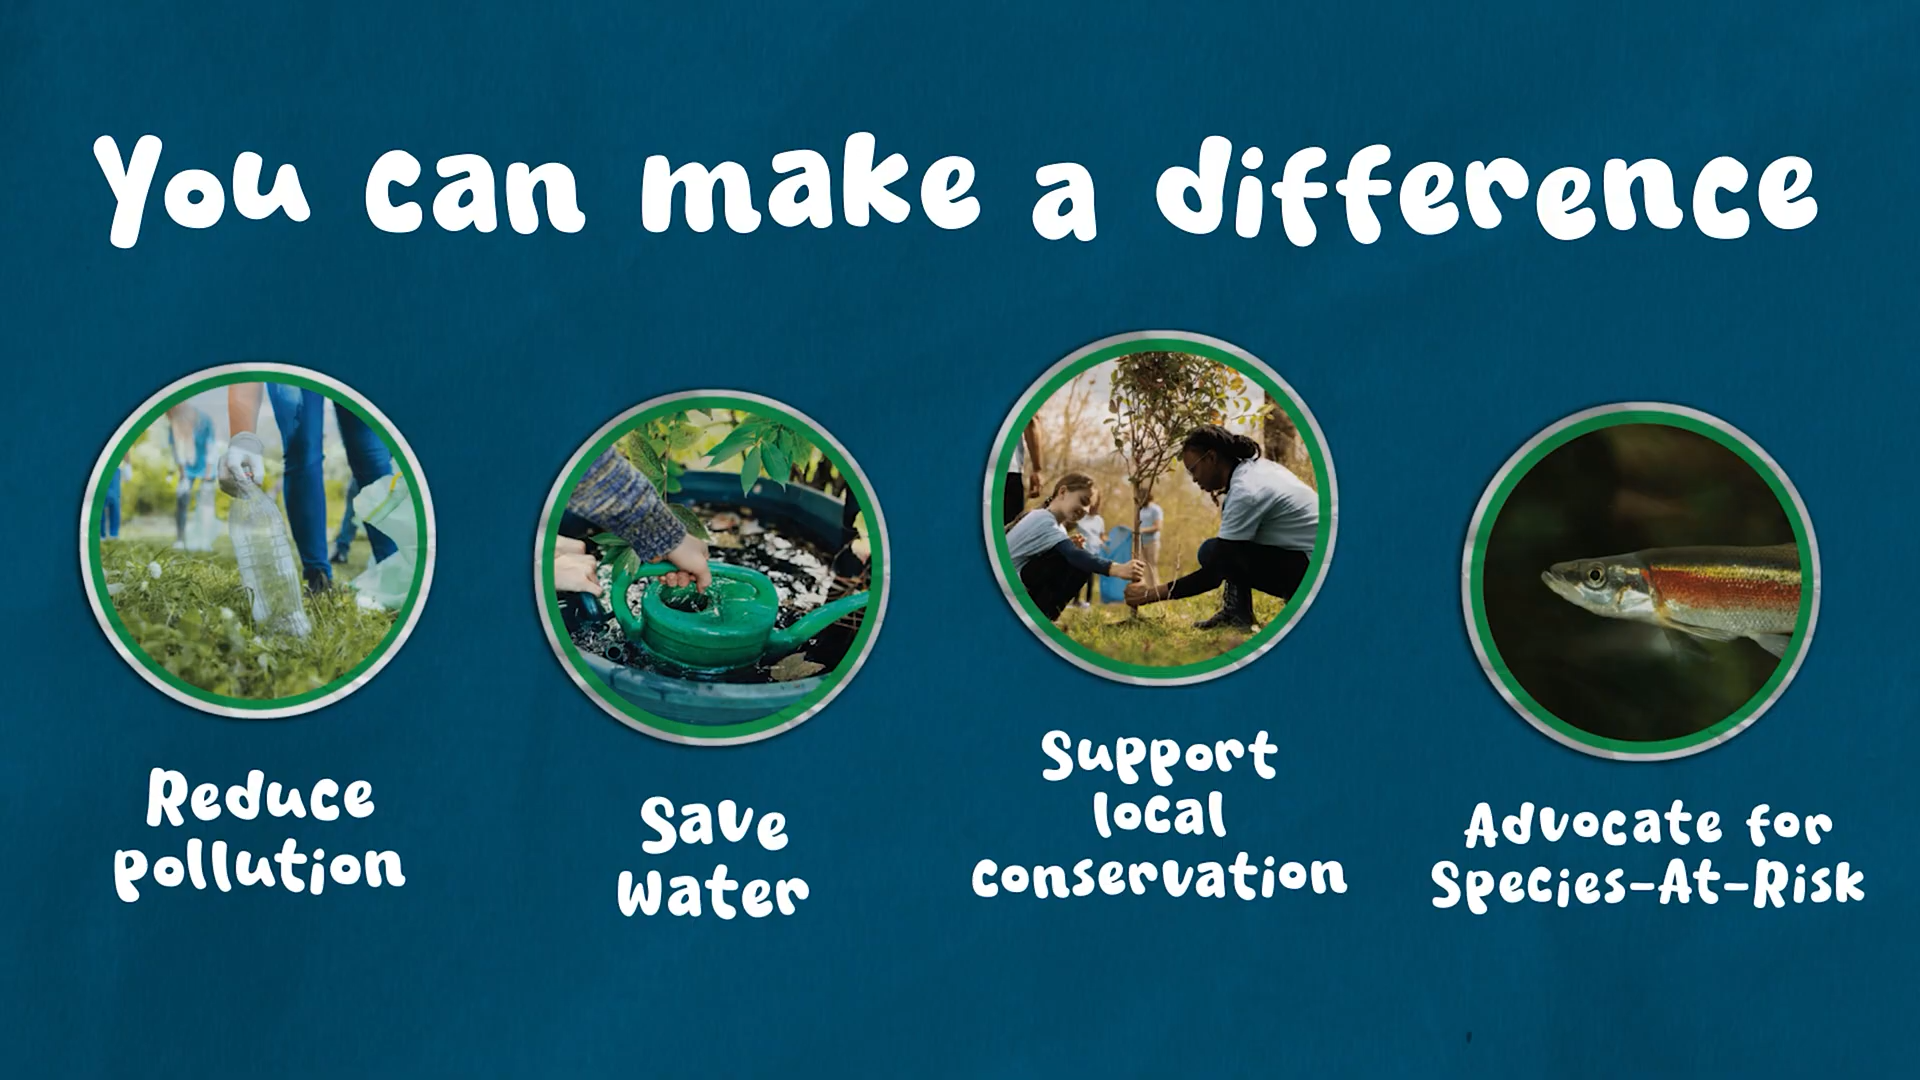 You can make a difference
Reduce
pollution
Save
Water
Support
local
conservation
Advocate for
Species-At-Risk